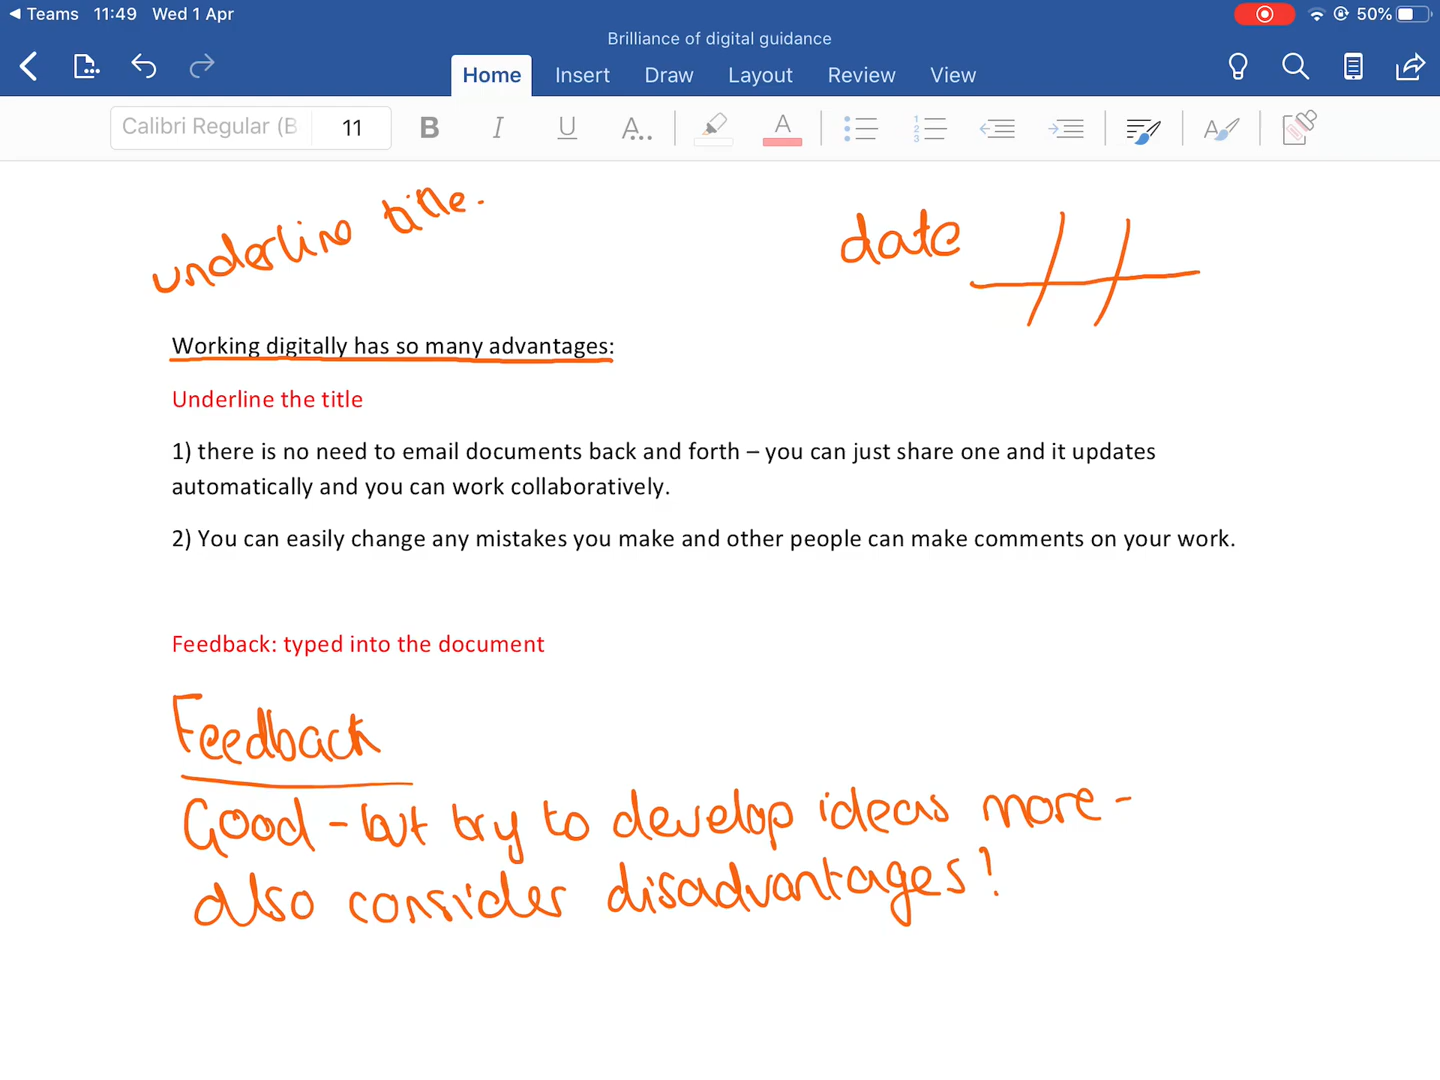 Teams 11:49 Wed 1 Apr 50%
Brilliance of digital guidance
Home Insert Draw Layout Review View
Calibri Regular (B 11 B I U A.. A A
underline title.
date
Working digitally has so many advantages:
Underline the title
1) there is no need to email documents back and forth – you can just share one and it updates
automatically and you can work collaboratively.
2) You can easily change any mistakes you make and other people can make comments on your work.
Feedback: typed into the document
Feedback
Good - but try to develop ideas more -
also consider disadvantages?